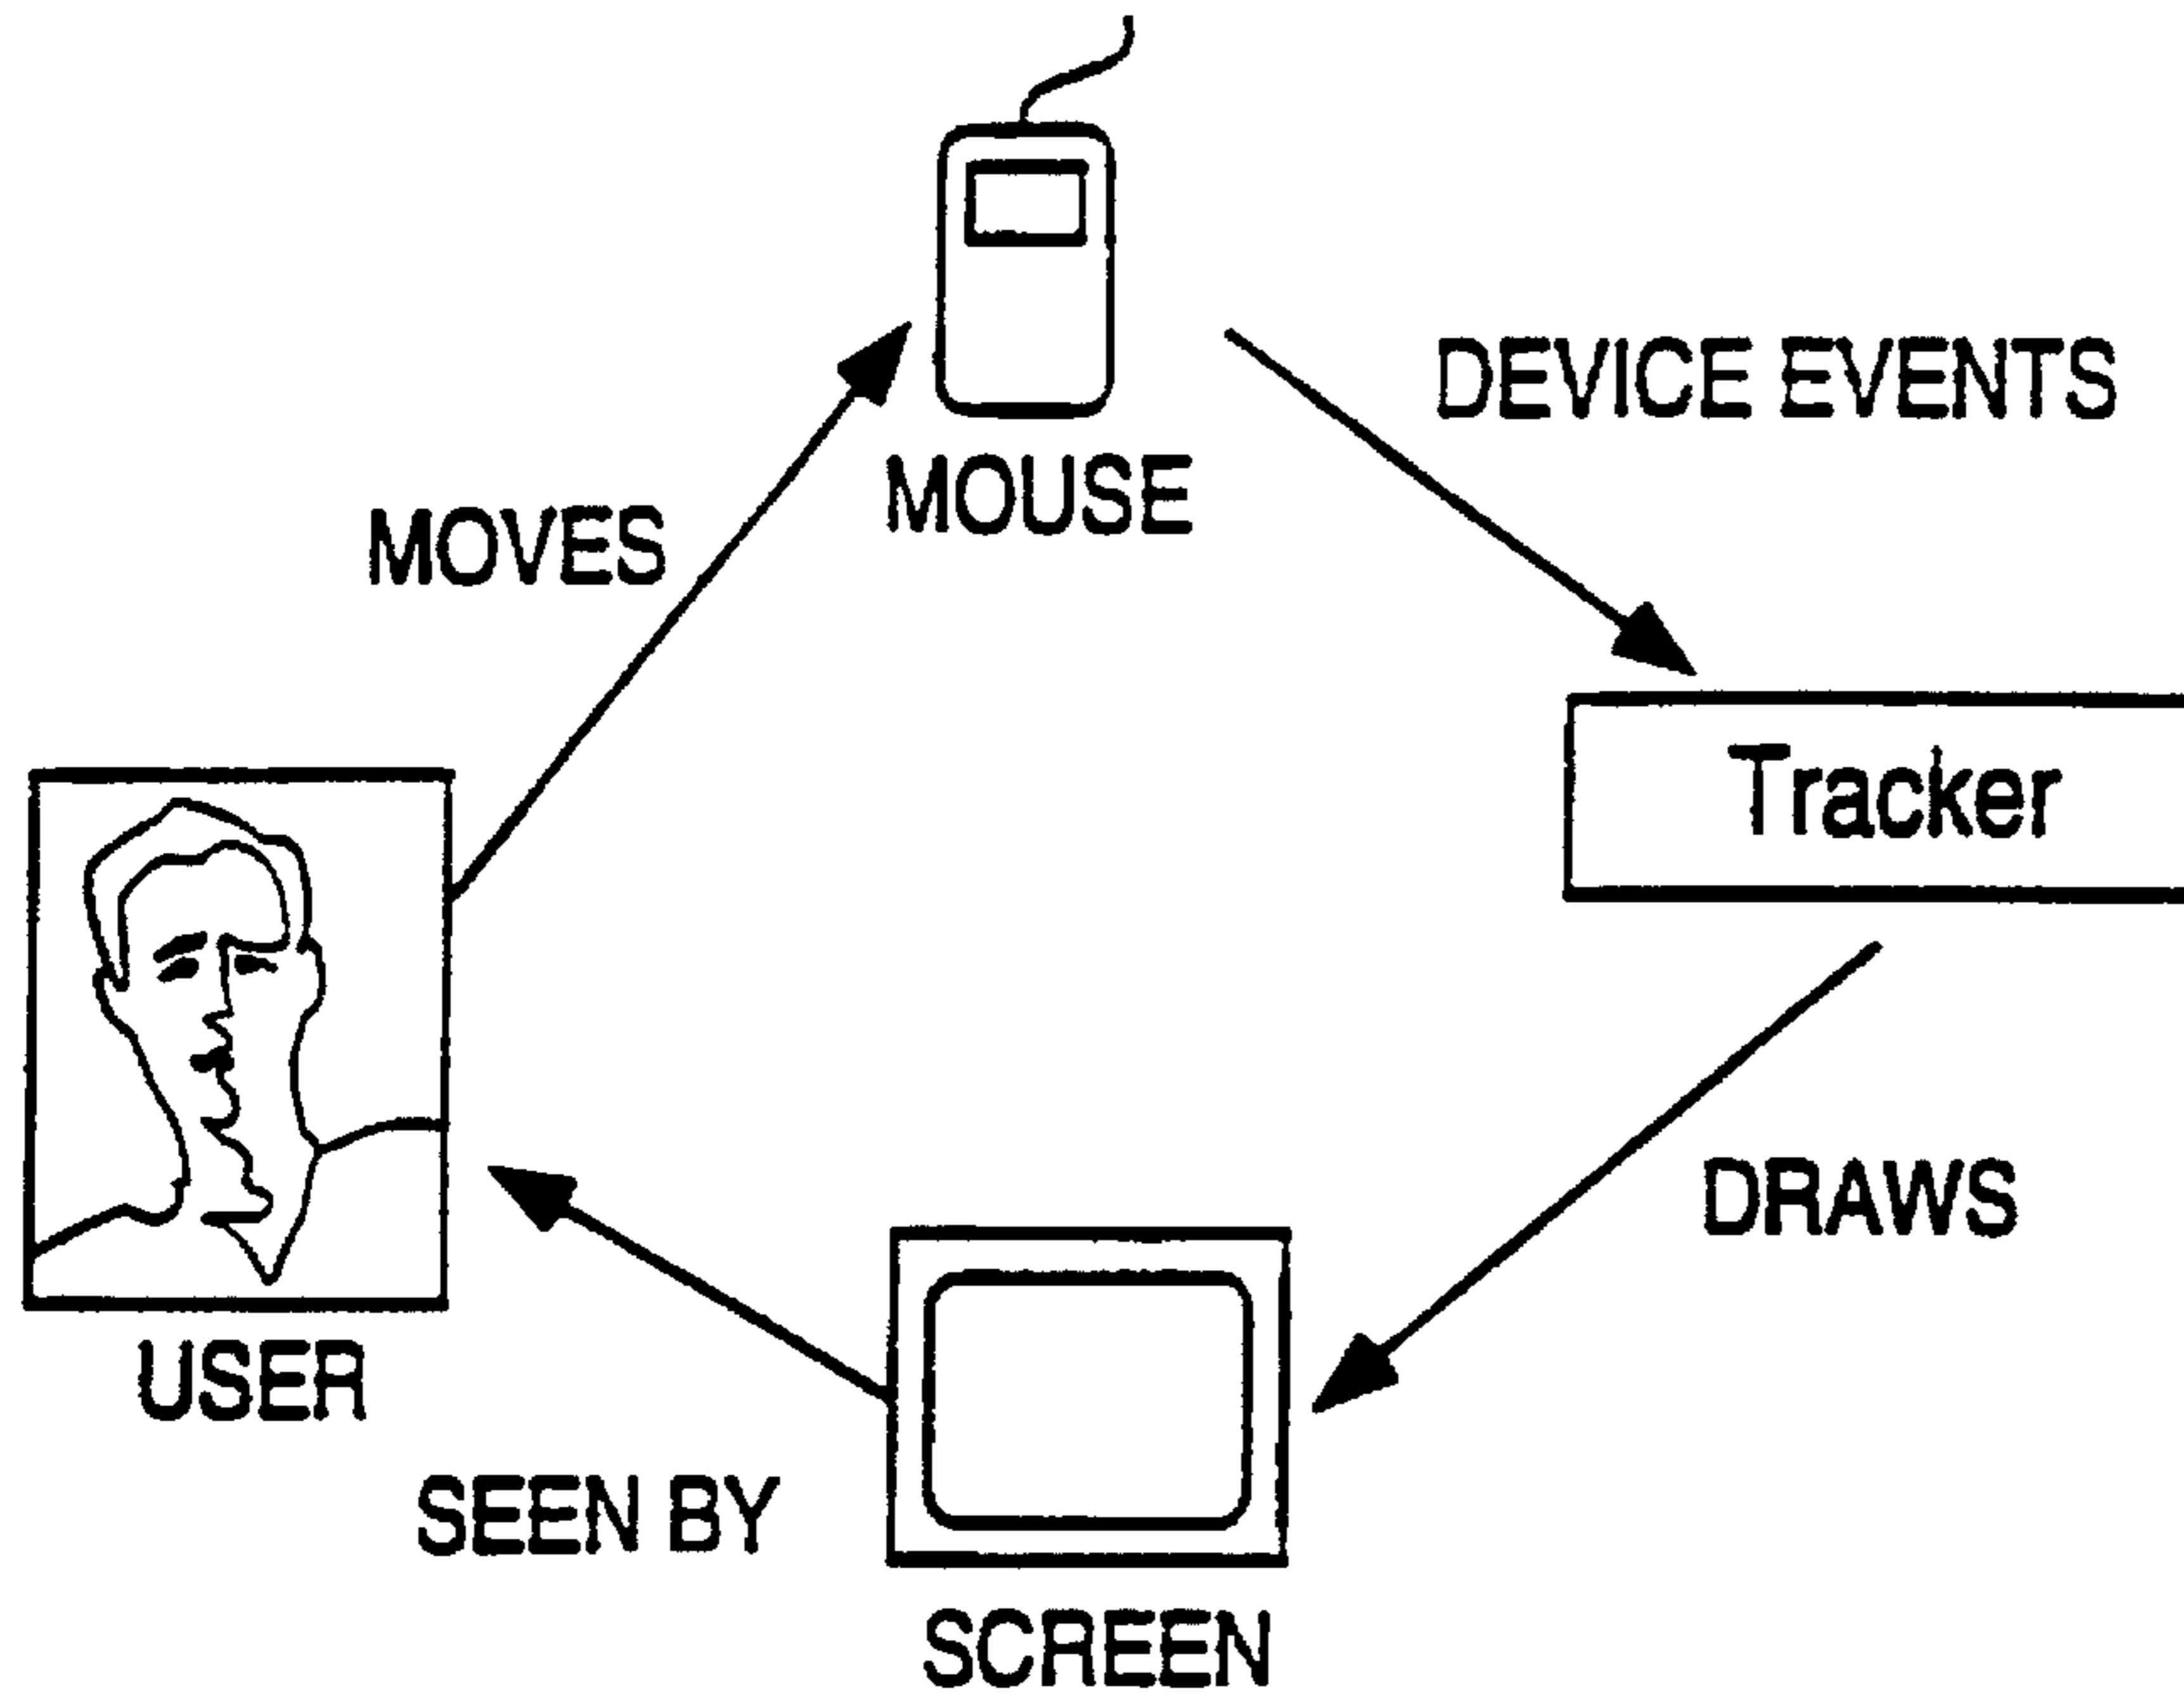 DEVICE EVENTS
MOUSE
MOVES
Tracker
DRAWS
USER
SEEN BY
SCREEN